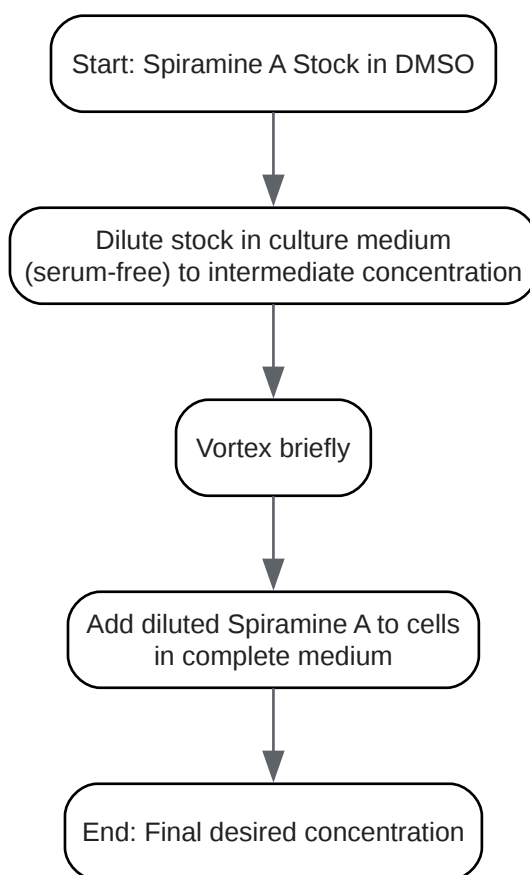 Start: Spiramine A Stock in DMSO
Dilute stock in culture medium
(serum-free) to intermediate concentration
Vortex briefly
Add diluted Spiramine A to cells
in complete medium
End: Final desired concentration